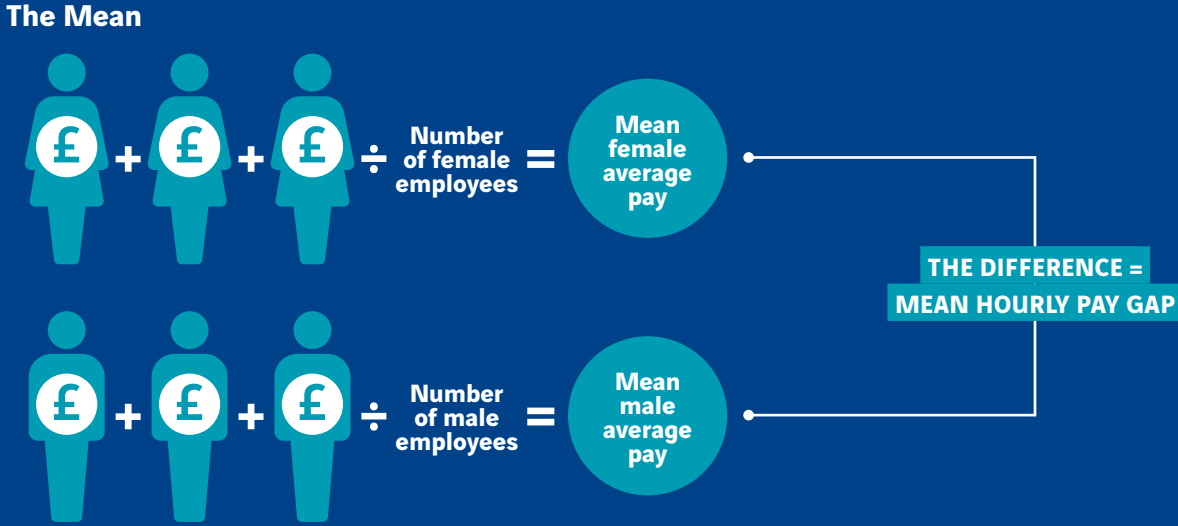 The Mean
£ + £ + £ ÷ Number
of female
employees =
Mean
female
average
pay
THE DIFFERENCE =
MEAN HOURLY PAY GAP
£ + £ + £ ÷ Number
of male
employees =
Mean
male
average
pay